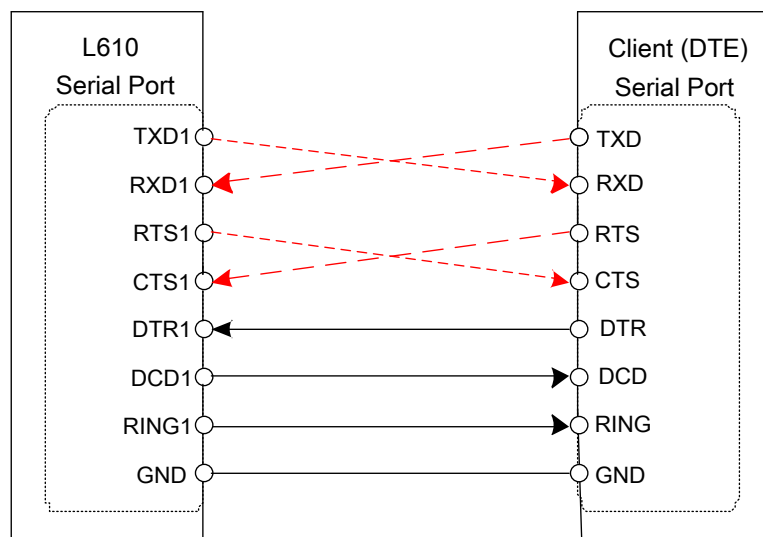 L610
Serial Port
TXD1
RXD1
RTS1
CTS1
DTR1
DCD1
RING1
GND
Client (DTE)
Serial Port
TXD
RXD
RTS
CTS
DTR
DCD
RING
GND